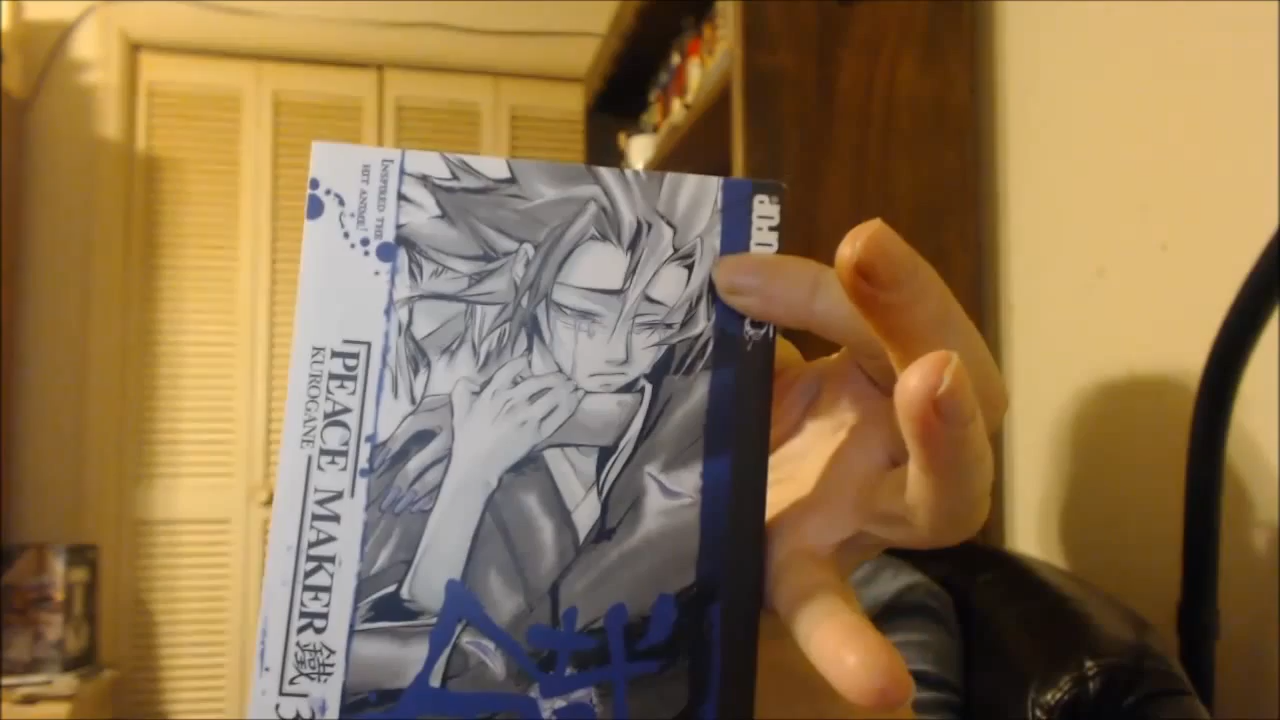 INSPIRED THE
HIT ANIME!
PEACE MAKER 鐵
KUROGANE
3